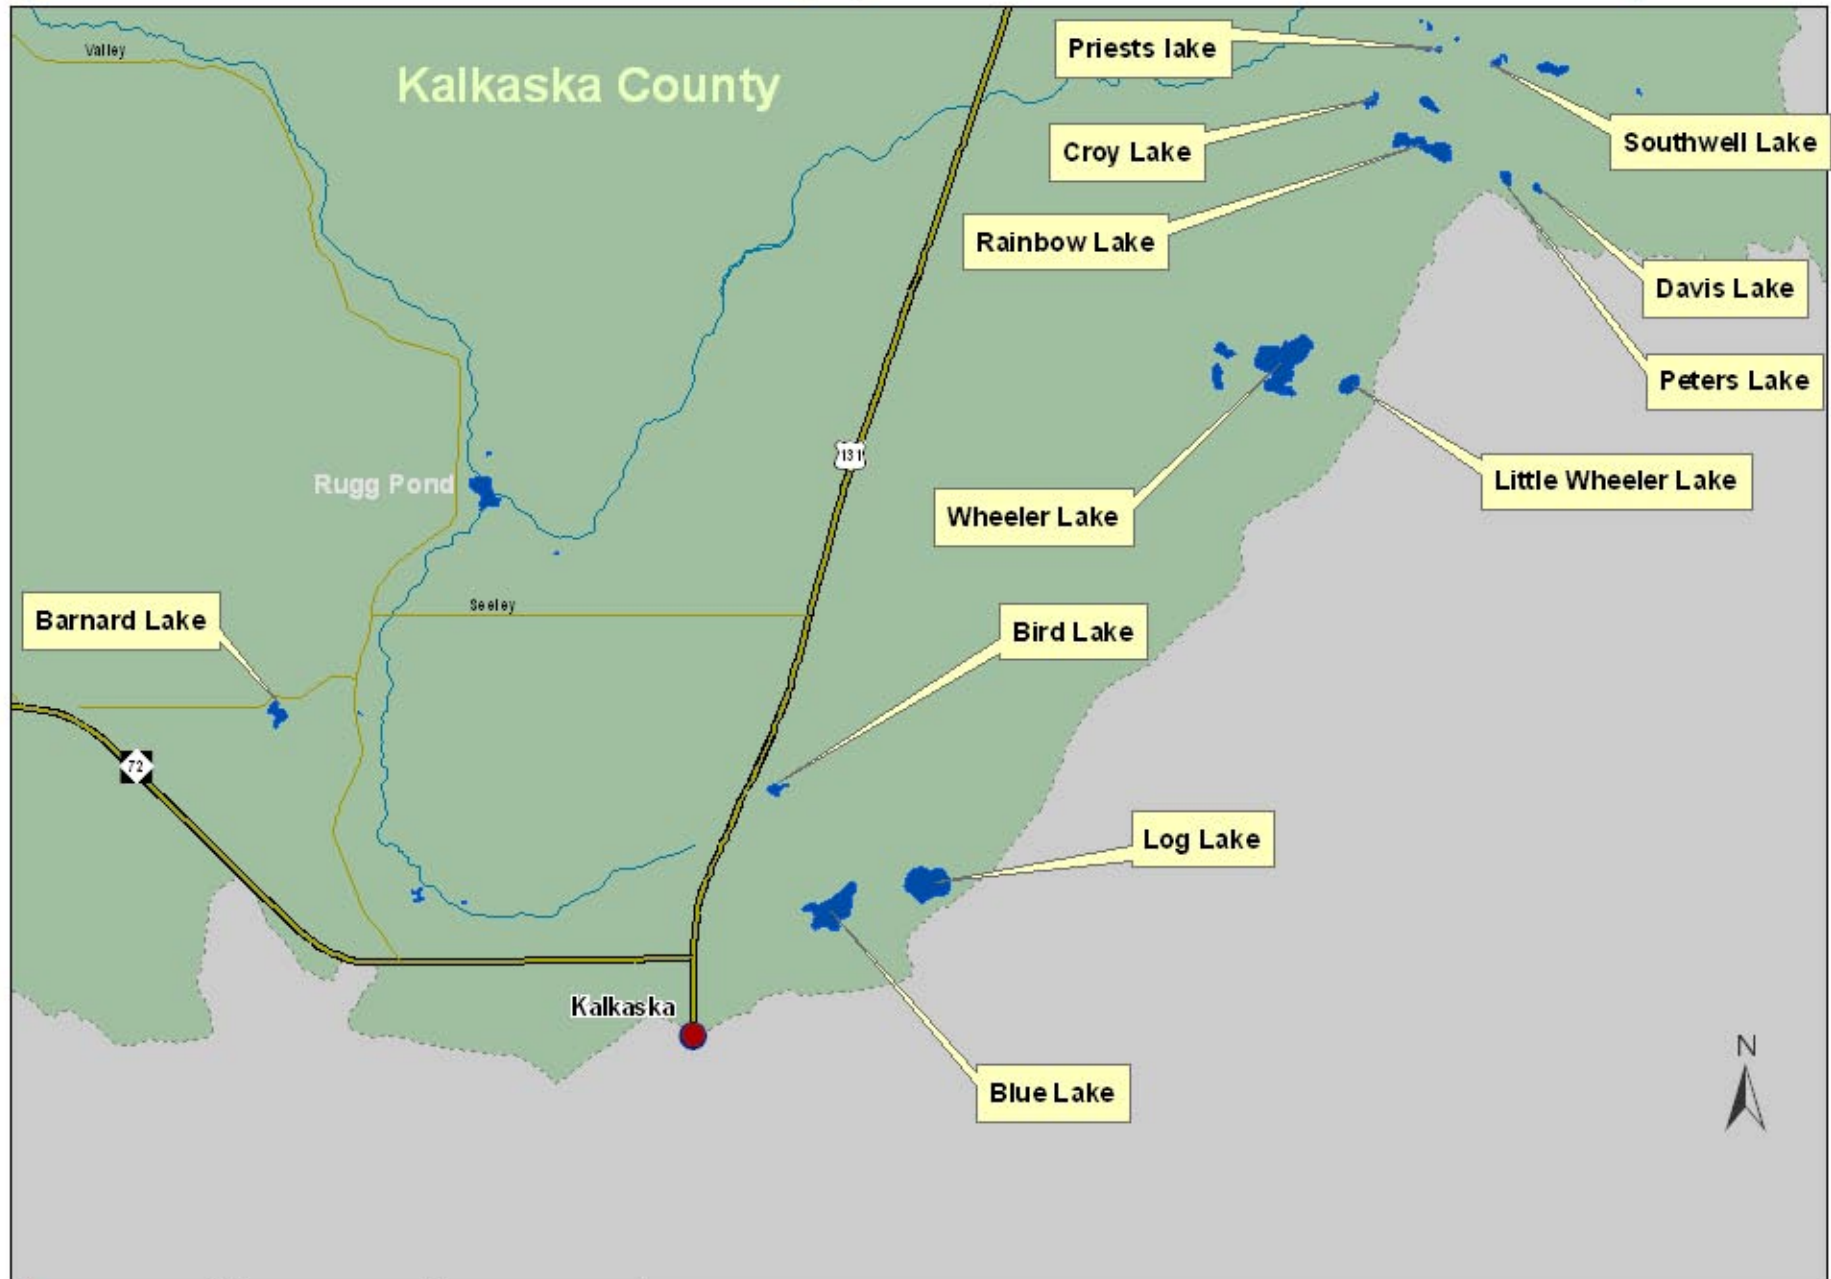 Valley
Kalkaska County
Priests lake
Southwell Lake
Croy Lake
Rainbow Lake
Davis Lake
Peters Lake
131
Rugg Pond
Little Wheeler Lake
Wheeler Lake
Seeley
Barnard Lake
Bird Lake
72
Log Lake
Kalkaska
N
Blue Lake